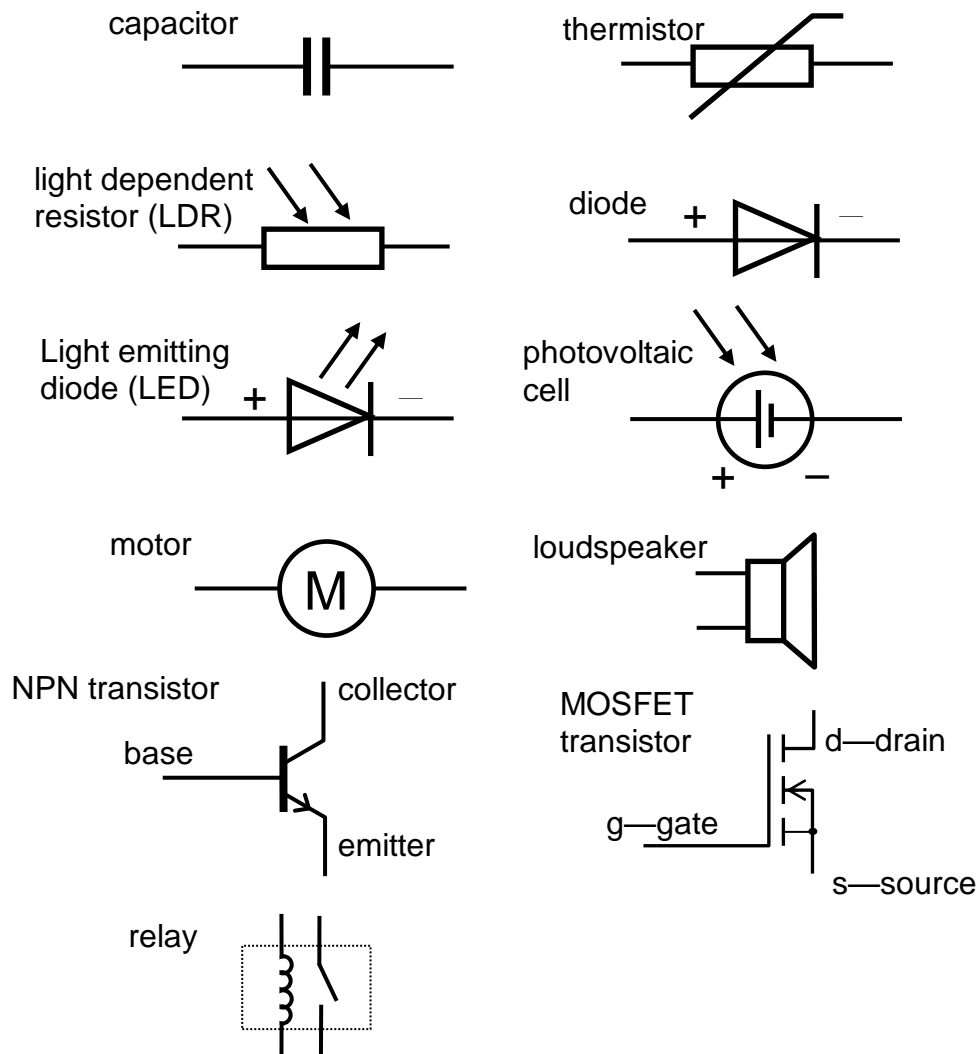 capacitor
thermistor
light dependent
resistor (LDR)
diode
+
—
Light emitting
diode (LED)
+
—
photovoltaic
cell
+ −
motor
M
loudspeaker
NPN transistor
collector
base
emitter
MOSFET
transistor
d—drain
g—gate
s—source
relay